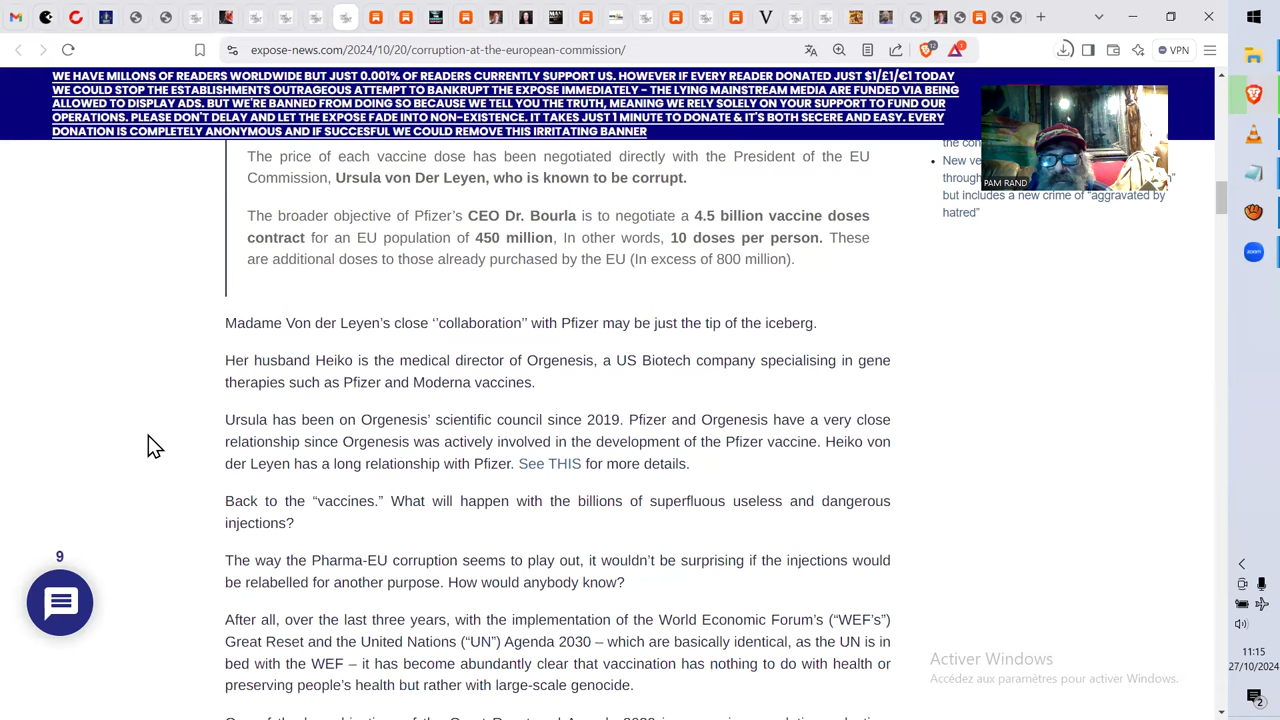 expose-news.com/2024/10/20/corruption-at-the-european-commission/
VPN
WE HAVE MILLONS OF READERS WORLDWIDE BUT JUST 0.001% OF READERS CURRENTLY SUPPORT US. HOWEVER IF EVERY READER DONATED JUST $1/£1/€1 TODAY
WE COULD STOP THE ESTABLISHMENTS OUTRAGEOUS ATTEMPT TO BANKRUPT THE EXPOSE IMMEDIATELY - THE LYING MAINSTREAM MEDIA ARE FUNDED VIA BEING
ALLOWED TO DISPLAY ADS. BUT WE'RE BANNED FROM DOING SO BECAUSE WE TELL YOU THE TRUTH, MEANING WE RELY SOLELY ON YOUR SUPPORT TO FUND OUR
OPERATIONS. PLEASE DON'T DELAY AND LET THE EXPOSE FADE INTO NON-EXISTENCE. IT TAKES JUST 1 MINUTE TO DONATE & IT'S BOTH SECERE AND EASY. EVERY
DONATION IS COMPLETELY ANONYMOUS AND IF SUCCESFUL WE COULD REMOVE THIS IRRITATING BANNER
The price of each vaccine dose has been negotiated directly with the President of the EU
Commission, Ursula von Der Leyen, who is known to be corrupt.
The broader objective of Pfizer's CEO Dr. Bourla is to negotiate a 4.5 billion vaccine doses
contract for an EU population of 450 million, In other words, 10 doses per person. These
are additional doses to those already purchased by the EU (In excess of 800 million).
Madame Von der Leyen's close ‘'collaboration'’ with Pfizer may be just the tip of the iceberg.
Her husband Heiko is the medical director of Orgenesis, a US Biotech company specialising in gene
therapies such as Pfizer and Moderna vaccines.
Ursula has been on Orgenesis' scientific council since 2019. Pfizer and Orgenesis have a very close
relationship since Orgenesis was actively involved in the development of the Pfizer vaccine. Heiko von
der Leyen has a long relationship with Pfizer. See THIS for more details.
Back to the “vaccines.” What will happen with the billions of superfluous useless and dangerous
injections?
The way the Pharma-EU corruption seems to play out, it wouldn't be surprising if the injections would
be relabelled for another purpose. How would anybody know?
After all, over the last three years, with the implementation of the World Economic Forum's (“WEF's”)
Great Reset and the United Nations (“UN”) Agenda 2030 – which are basically identical, as the UN is in
bed with the WEF – it has become abundantly clear that vaccination has nothing to do with health or
preserving people's health but rather with large-scale genocide.
the con
New ve
through
but includes a new crime of “aggravated by
hatred”
PAM RAND
9
zoom
Activer Windows
Accédez aux paramètres pour activer Windows.
11:15
27/10/2024
2